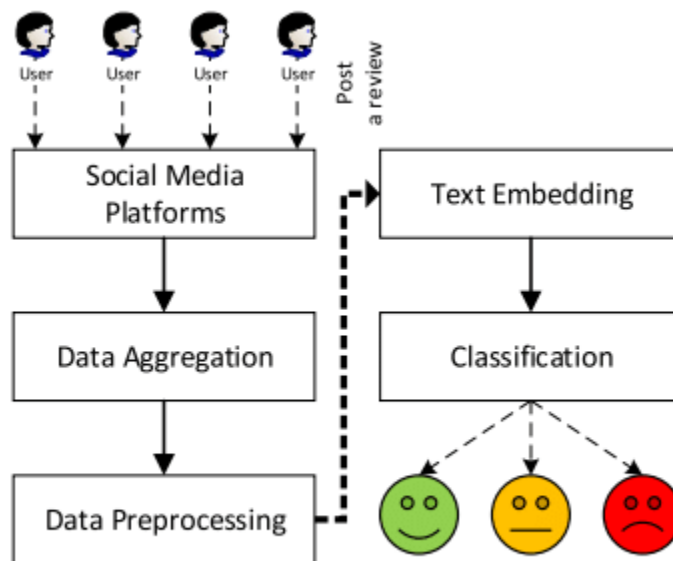 User
User
User
User
Post
a review
Social Media
Platforms
Data Aggregation
Data Preprocessing
Text Embedding
Classification